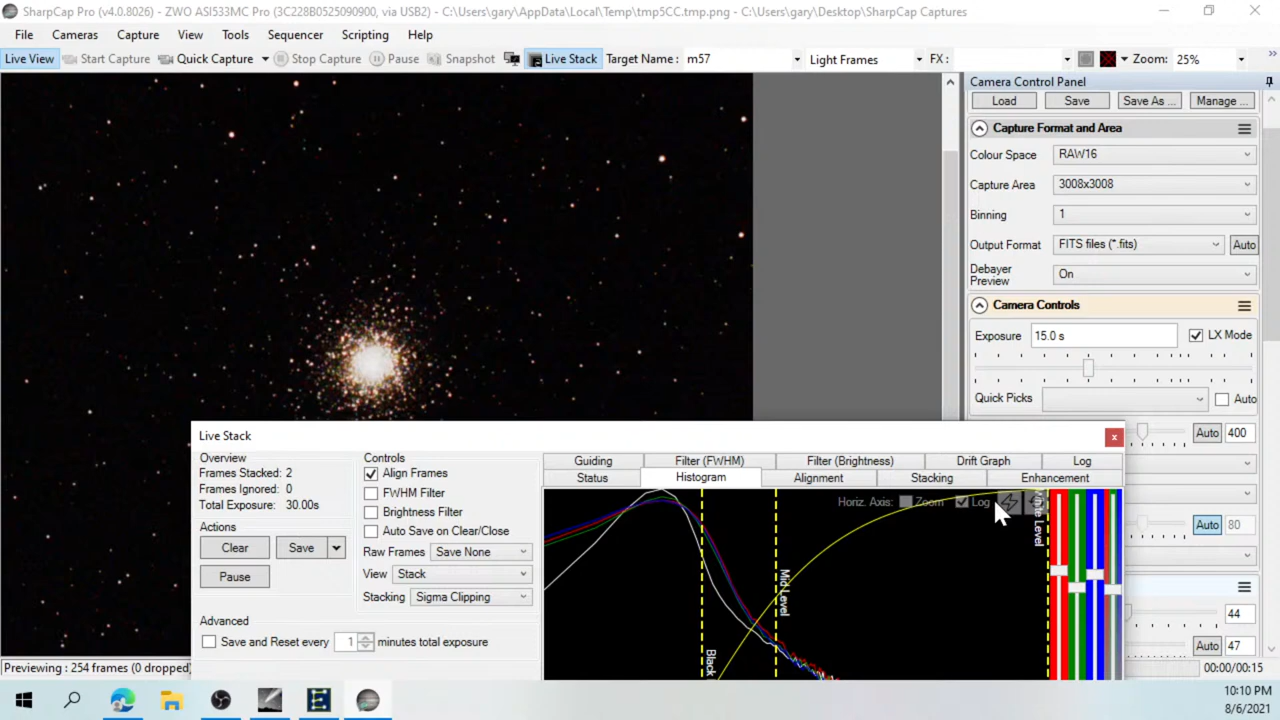 SharpCap Pro (v4.0.8026) - ZWO ASI533MC Pro (3C228B0525090900, via USB2) - C:\Users\gary\AppData\Local\Temp\tmp5CC.tmp.png - C:\Users\gary\Desktop\SharpCap Captures
File Cameras Capture View Tools Sequencer Scripting Help
Live View Start Capture Quick Capture Stop Capture Pause Snapshot Live Stack Target Name: m57 Light Frames FX: Zoom: 25%
Camera Control Panel
Load Save Save As ... Manage ...
Capture Format and Area
Colour Space RAW16
Capture Area 3008x3008
Binning 1
Output Format FITS files (*.fits) Auto
Debayer Preview On
Camera Controls
Exposure 15.0 s LX Mode
Quick Picks Auto
Auto 400
Auto 80
44
Auto 47
Live Stack
Overview
Frames Stacked: 2
Frames Ignored: 0
Total Exposure: 30.00s
Actions
Clear Save
Pause
Controls
Align Frames
FWHM Filter
Brightness Filter
Auto Save on Clear/Close
Raw Frames Save None
View Stack
Stacking Sigma Clipping
Advanced
Save and Reset every 1 minutes total exposure
Guiding Filter (FWHM) Filter (Brightness) Drift Graph Log
Status Histogram Alignment Stacking Enhancement
Horiz. Axis: Zoom Log
Black
Mid Level
White Level
Previewing : 254 frames (0 dropped)
00:00/00:15
10:10 PM
8/6/2021